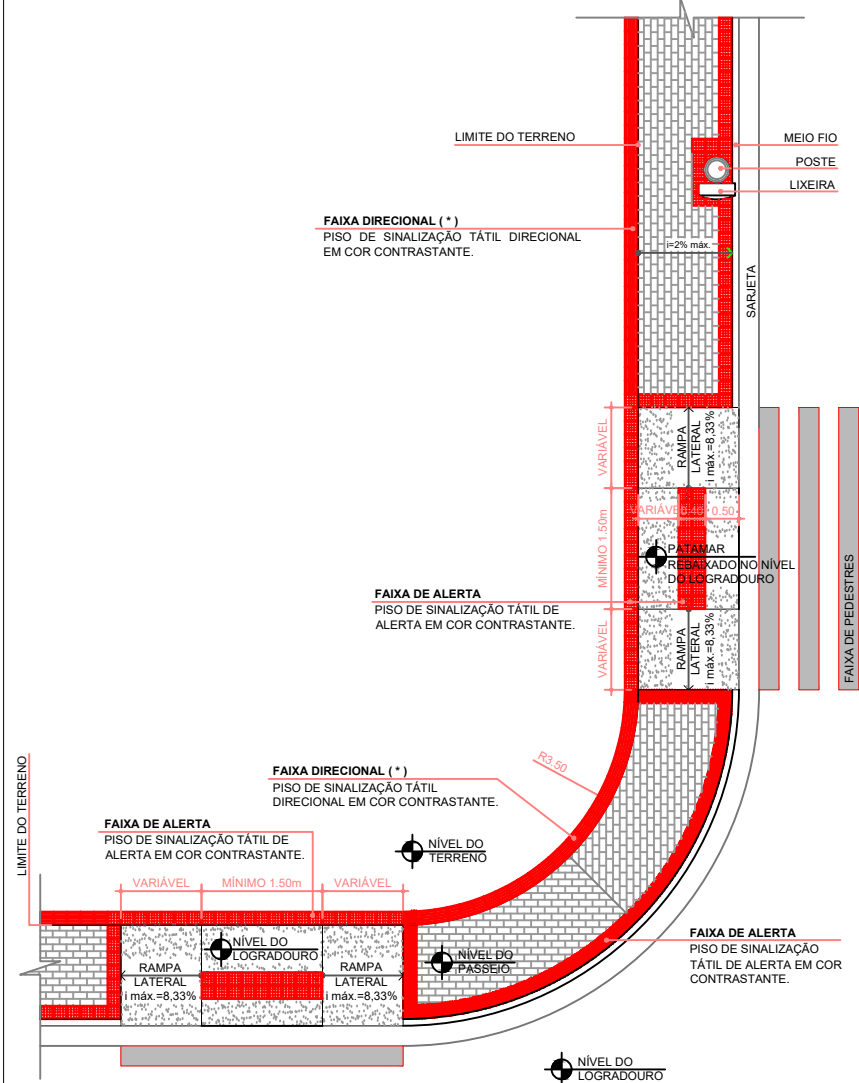 LIMITE DO TERRENO
MEIO FIO
POSTE
LIXEIRA
FAIXA DIRECIONAL ( * )
PISO DE SINALIZAÇÃO TÁTIL DIRECIONAL
EM COR CONTRASTANTE.
i=2% máx.
SARJETA
VARIÁVEL
RAMPA
LATERAL
i máx.=8,33%
MÍNIMO 1.50m
VARIÁVEL
0.40
0.50
PATAMAR
REBAIXADO NO NÍVEL
DO LOGRADOURO
FAIXA DE PEDESTRES
FAIXA DE ALERTA
PISO DE SINALIZAÇÃO TÁTIL DE
ALERTA EM COR CONTRASTANTE.
VARIÁVEL
RAMPA
LATERAL
i máx.=8,33%
R3.50
FAIXA DIRECIONAL ( * )
PISO DE SINALIZAÇÃO TÁTIL
DIRECIONAL EM COR CONTRASTANTE.
LIMITE DO TERRENO
FAIXA DE ALERTA
PISO DE SINALIZAÇÃO TÁTIL DE
ALERTA EM COR CONTRASTANTE.
NÍVEL DO
TERRENO
VARIÁVEL
MÍNIMO 1.50m
VARIÁVEL
NÍVEL DO
LOGRADOURO
RAMPA
LATERAL
i máx.=8,33%
RAMPA
LATERAL
i máx.=8,33%
NÍVEL DO
PASSEIO
FAIXA DE ALERTA
PISO DE SINALIZAÇÃO
TÁTIL DE ALERTA EM COR
CONTRASTANTE.
NÍVEL DO
LOGRADOURO